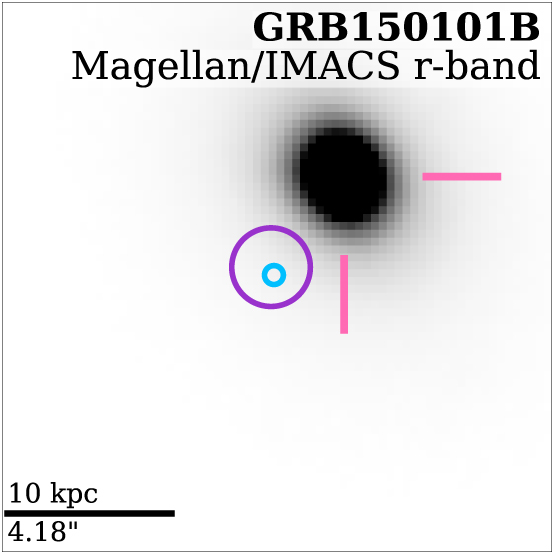 GRB150101B
Magellan/IMACS r-band
10 kpc
4.18"